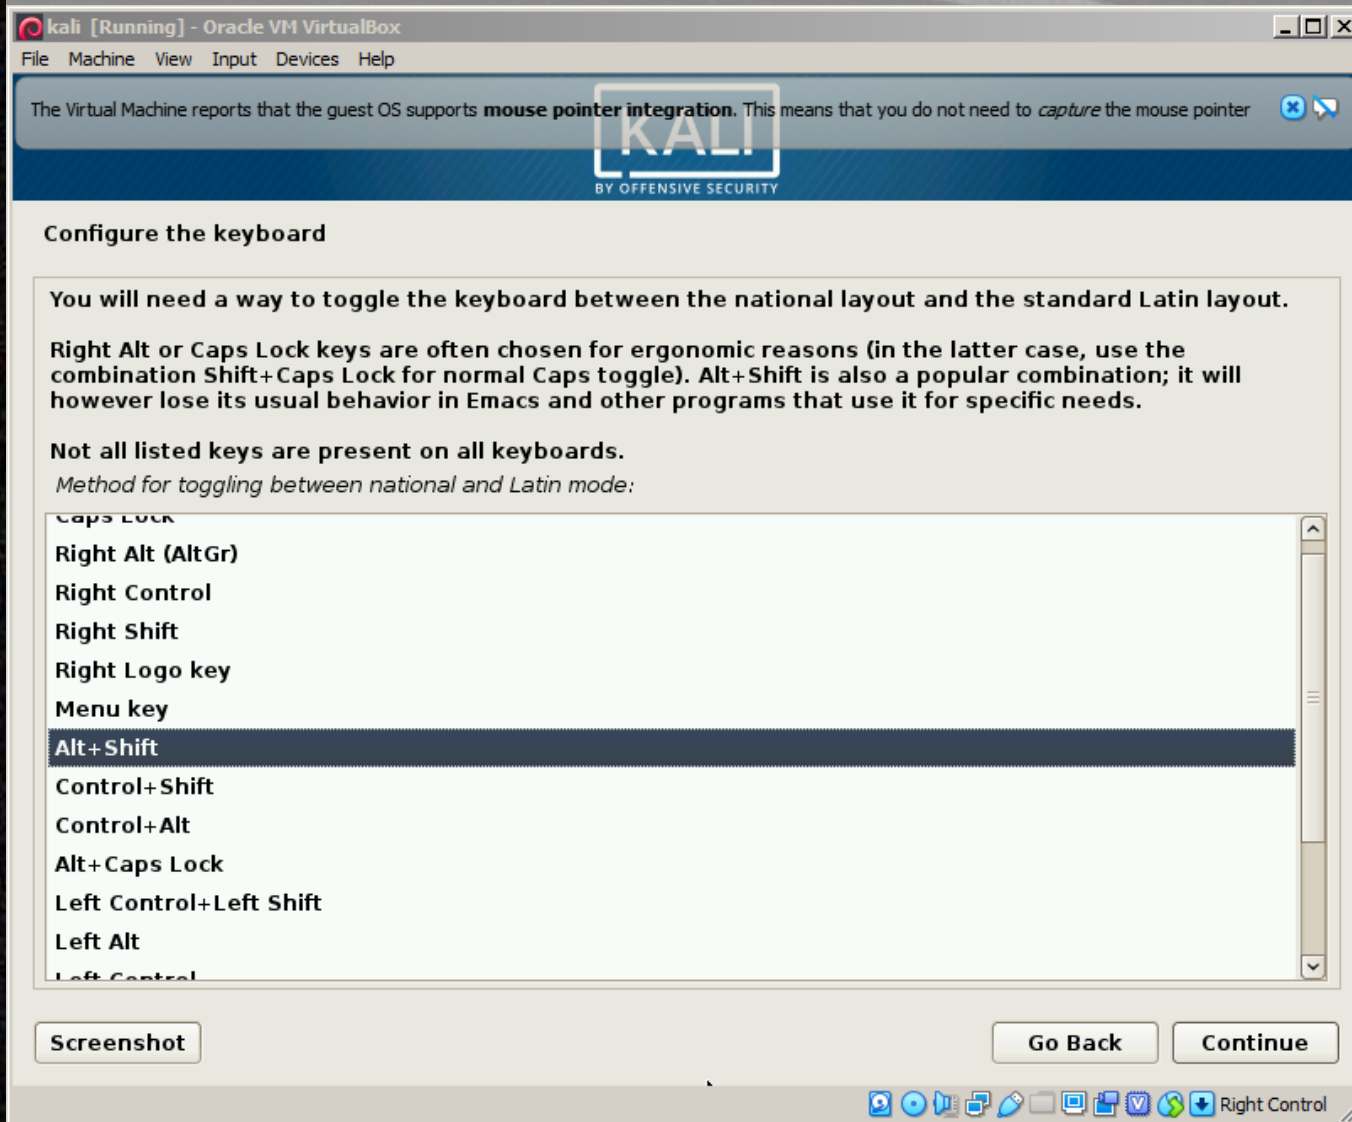 kali [Running] - Oracle VM VirtualBox
File Machine View Input Devices Help
The Virtual Machine reports that the guest OS supports mouse pointer integration. This means that you do not need to capture the mouse pointer
KALI
BY OFFENSIVE SECURITY
Configure the keyboard
You will need a way to toggle the keyboard between the national layout and the standard Latin layout.
Right Alt or Caps Lock keys are often chosen for ergonomic reasons (in the latter case, use the
combination Shift+Caps Lock for normal Caps toggle). Alt+Shift is also a popular combination; it will
however lose its usual behavior in Emacs and other programs that use it for specific needs.
Not all listed keys are present on all keyboards.
Method for toggling between national and Latin mode:
Caps Lock
Right Alt (AltGr)
Right Control
Right Shift
Right Logo key
Menu key
Alt+Shift
Control+Shift
Control+Alt
Alt+Caps Lock
Left Control+Left Shift
Left Alt
Left Control
Screenshot
Go Back
Continue
Right Control